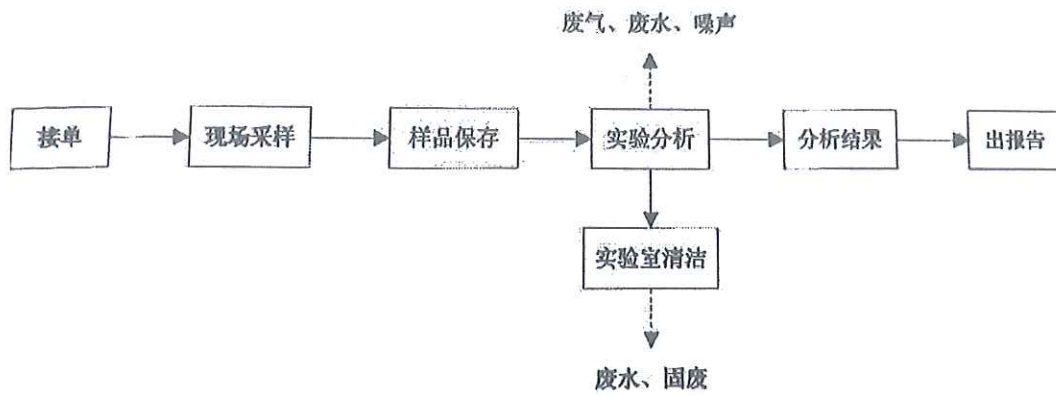 废气、废水、噪声
接单
现场采样
样品保存
实验分析
分析结果
出报告
实验室清洁
废水、固废